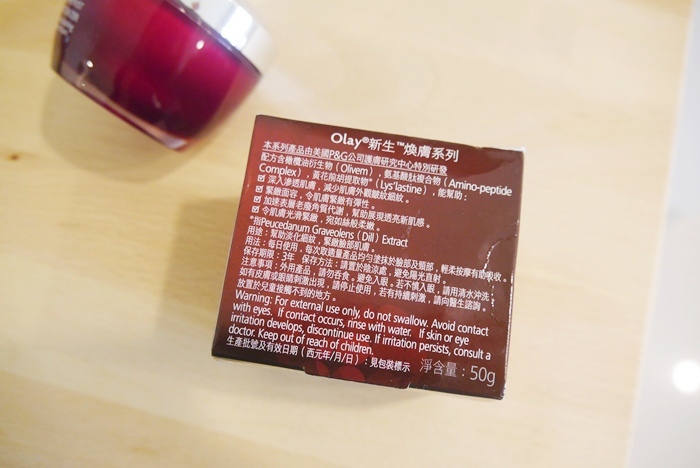 Olay®新生™煥膚系列
本系列產品由美國P&G公司護膚研究中心特別研發
配方含橄欖油衍生物（Olivem），氨基酸肽複合物（Amino-peptide
Complex），黃花前胡提取物*（Lys'lastine），能幫助：
☑ 深入滲透肌膚，減少肌膚外觀皺紋細紋。
☑ 緊緻面容，令肌膚緊緻有彈性。
☑ 加速表層老廢角質代謝，幫助展現透亮新肌感。
☑ 令肌膚光滑緊緻，宛如絲般柔嫩。
*指Peucedanum Graveolens（Dill）Extract
用途：幫助淡化細紋，緊緻臉部肌膚。
用法：每日使用，每次取適量產品均勻塗抹於臉部及頸部，輕柔按摩有助吸收。
保存期限：3年 保存方法：請置於陰涼處，避免陽光直射。
注意事項：外用產品，請勿吞食。避免入眼。若不慎入眼，請用清水沖洗。
如有皮膚或眼睛刺激出現，請停止使用，若有持續刺激，請向醫生諮詢。
放置於兒童接觸不到的地方。
Warning: For external use only, do not swallow. Avoid contact
with eyes. If contact occurs, rinse with water. If skin or eye
irritation develops, discontinue use. If irritation persists, consult a
doctor. Keep out of reach of children.
生產批號及有效日期（西元年/月/日）：見包裝標示 淨含量：50g